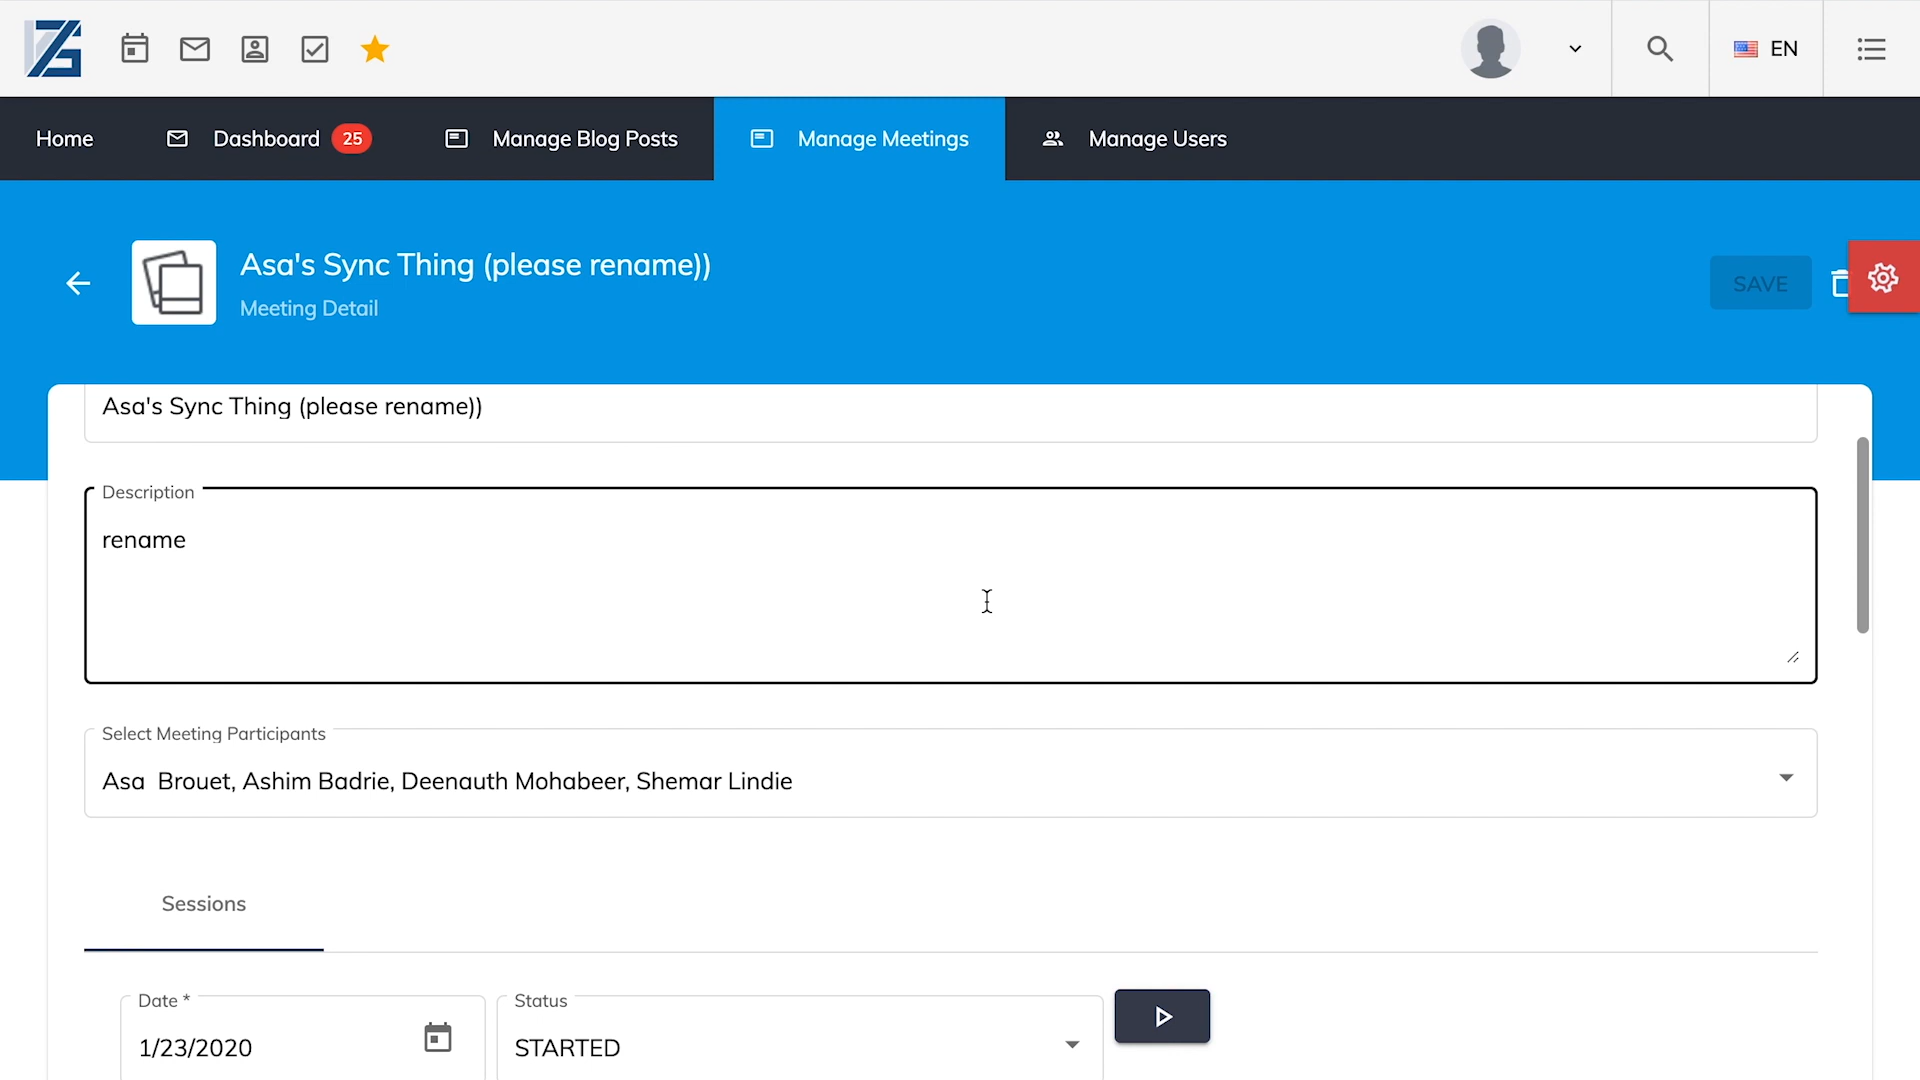 EN
Home
Dashboard 25
Manage Blog Posts
Manage Meetings
Manage Users
Asa's Sync Thing (please rename))
Meeting Detail
SAVE
Asa's Sync Thing (please rename))
Description
rename
Select Meeting Participants
Asa  Brouet, Ashim Badrie, Deenauth Mohabeer, Shemar Lindie
Sessions
Date *
1/23/2020
Status
STARTED